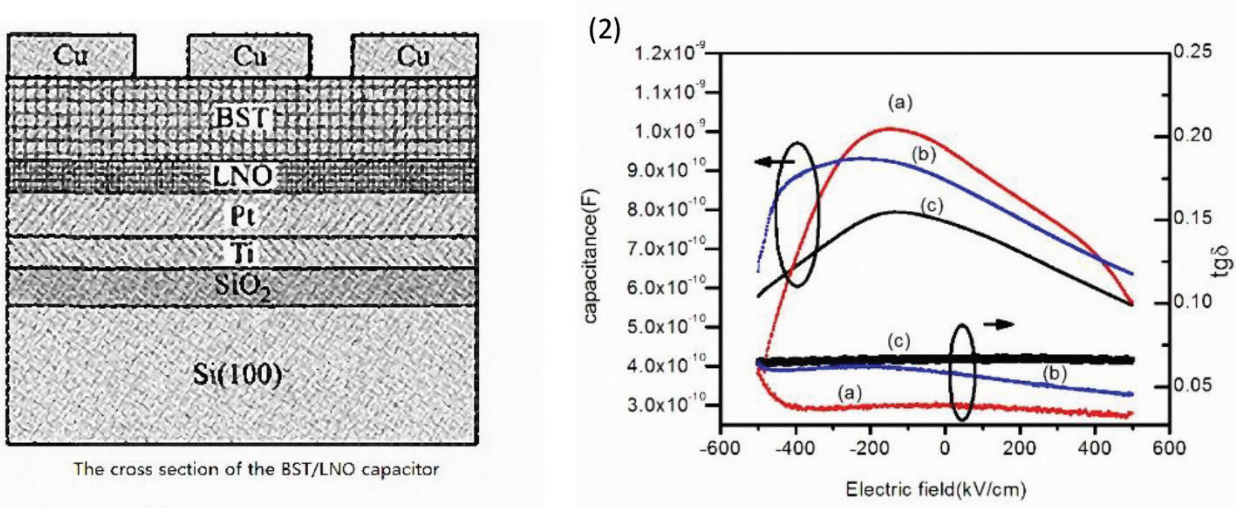 Cu Cu Cu
BST
LNO
Pt
Ti
SiO₂
Si(100)
The cross section of the BST/LNO capacitor
(2)
1.2x10⁻⁹
1.1x10⁻⁹
1.0x10⁻⁹
9.0x10⁻¹⁰
8.0x10⁻¹⁰
7.0x10⁻¹⁰
6.0x10⁻¹⁰
5.0x10⁻¹⁰
4.0x10⁻¹⁰
3.0x10⁻¹⁰
capacitance(F)
(a)
(b)
(c)
(c)
(b)
(a)
0.25
0.20
0.15
0.10
0.05
tgδ
-600 -400 -200 0 200 400 600
Electric field(kV/cm)